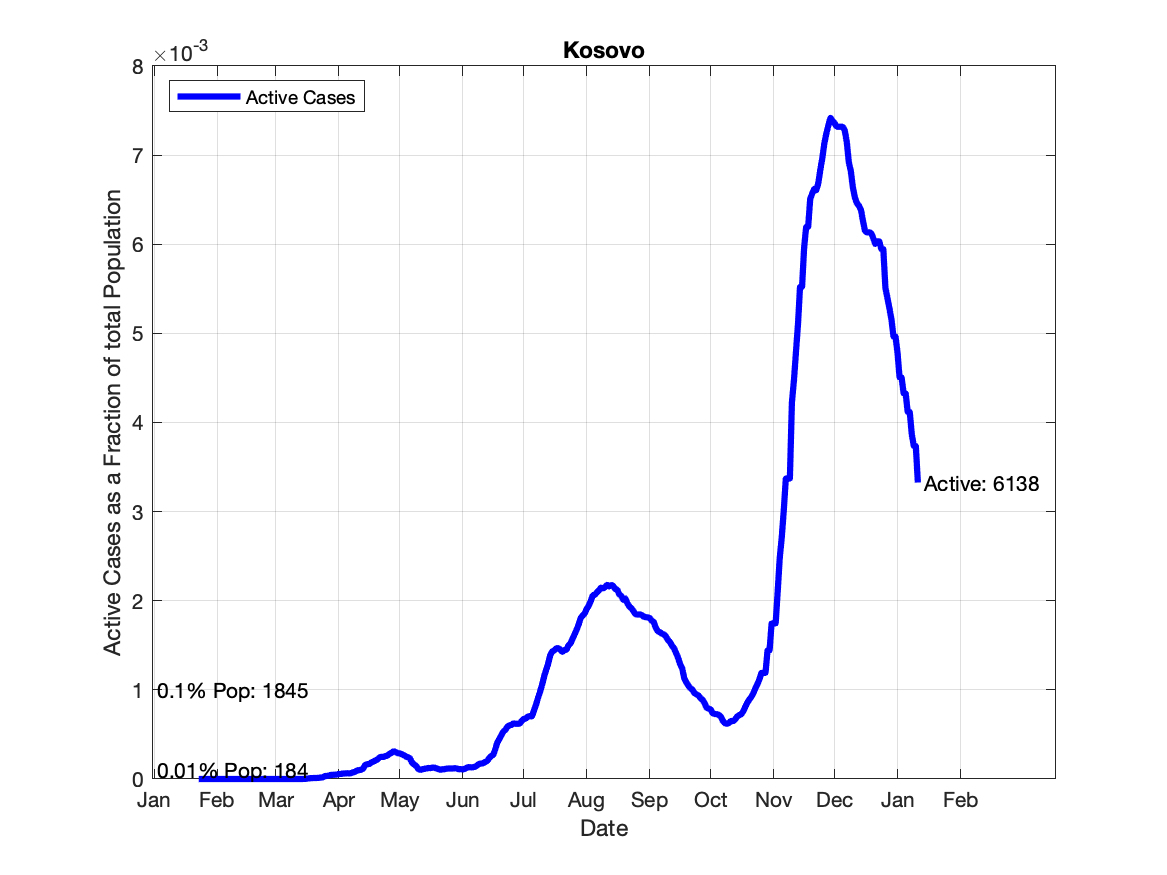 Kosovo
×10-3
Active Cases
8
7
6
5
4
3
2
1
0
Active Cases as a Fraction of total Population
0.1% Pop: 1845
0.01% Pop: 184
Active: 6138
Jan Feb Mar Apr May Jun Jul Aug Sep Oct Nov Dec Jan Feb
Date